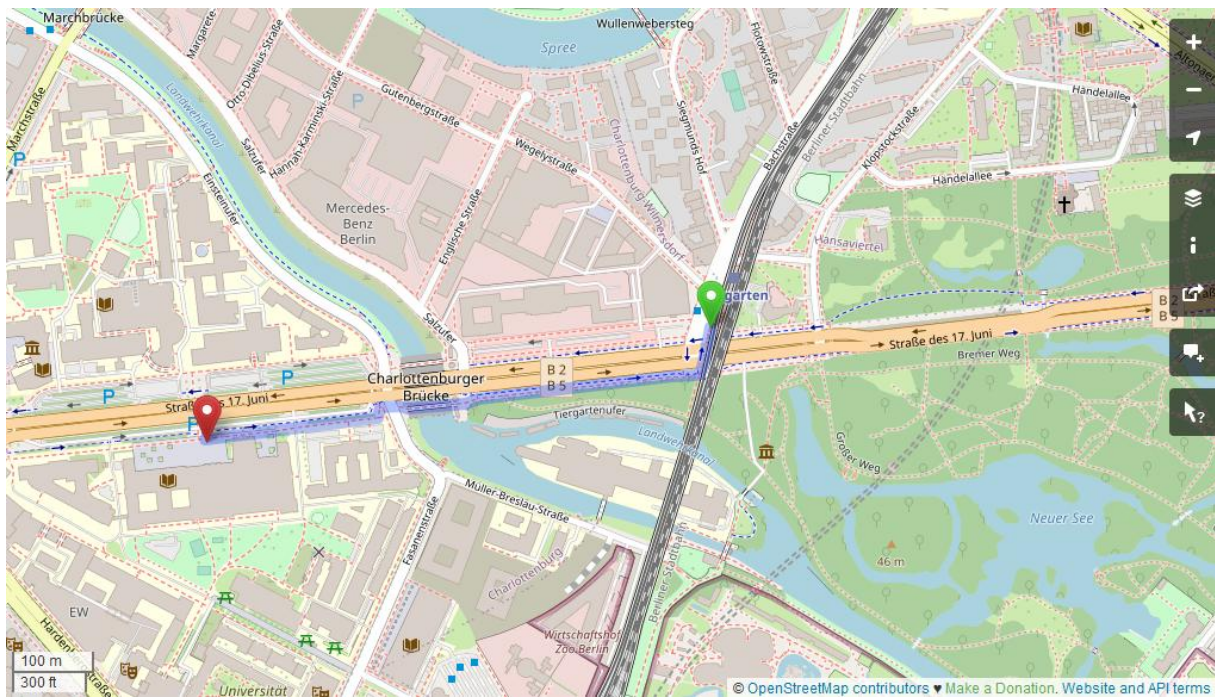 Marchbrücke
Wullenwebersteg
Spree
Otto-Dibelius-Straße
Margarete-
Hannah-Karminski-Straße
Gutenbergstraße
Wegelystraße
Siegmunds Hof
Flotowstraße
Bachstraße
Berliner Stadtbahn
Klopstockstraße
Händelallee
Händelallee
Altonaer
Marchstraße
Landwehrkanal
Salzufer
Einsteinufer
P
P
Mercedes-
Benz
Berlin
Englische Straße
Charlottenburg-Wilmersdorf
Hansaviertel
garten
Salzufer
B 2
B 5
Straße des 17. Juni
Bremer Weg
Charlottenburger
Brücke
B 2
B 5
P
P
P
Straße des 17. Juni
Tiergartenufer
Landwehrkanal
Großer Weg
Müller-Breslau-Straße
Fasanenstraße
Neuer See
46 m
Charlottenburg
Berliner Stadtbahn
EW
Hardenb
Wirtschaftshof
Zoo Berlin
Universität
100 m
300 ft
© OpenStreetMap contributors ♥ Make a Donation. Website and API terms